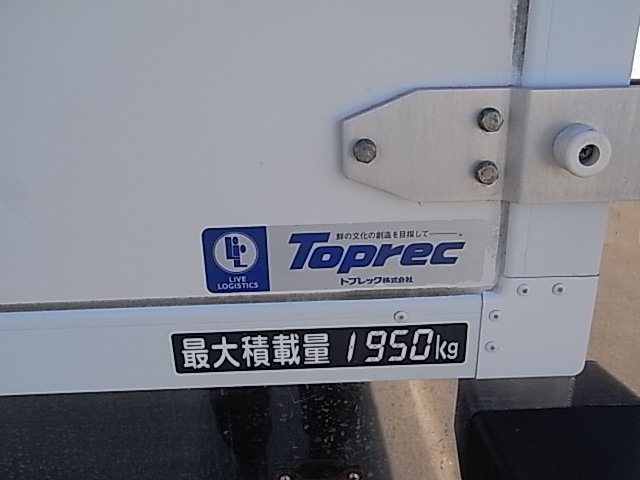 鮮の文化の創造を目指して———。
Toprec
トプレック株式会社
LIVE
LOGISTICS
最大積載量 1950kg